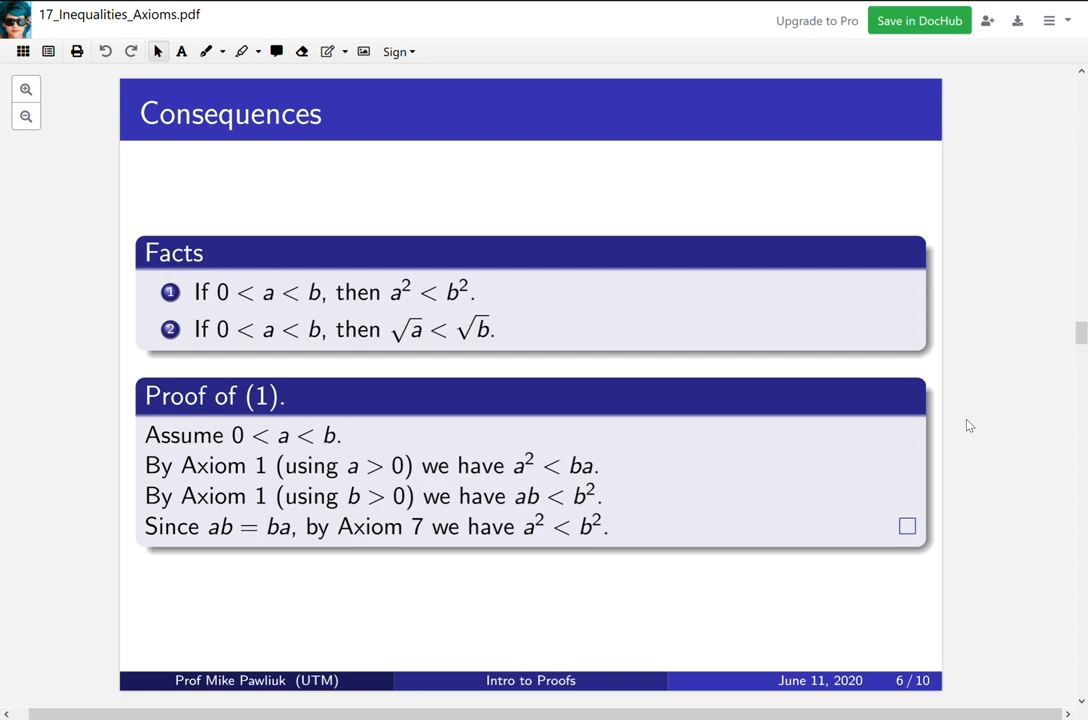 17_Inequalities_Axioms.pdf
Upgrade to Pro
Save in DocHub
A
Sign
Consequences
Facts
1 If 0 < a < b, then a² < b².
2 If 0 < a < b, then √a < √b.
Proof of (1).
Assume 0 < a < b.
By Axiom 1 (using a > 0) we have a² < ba.
By Axiom 1 (using b > 0) we have ab < b².
Since ab = ba, by Axiom 7 we have a² < b². □
Prof Mike Pawliuk (UTM) Intro to Proofs June 11, 2020 6 / 10